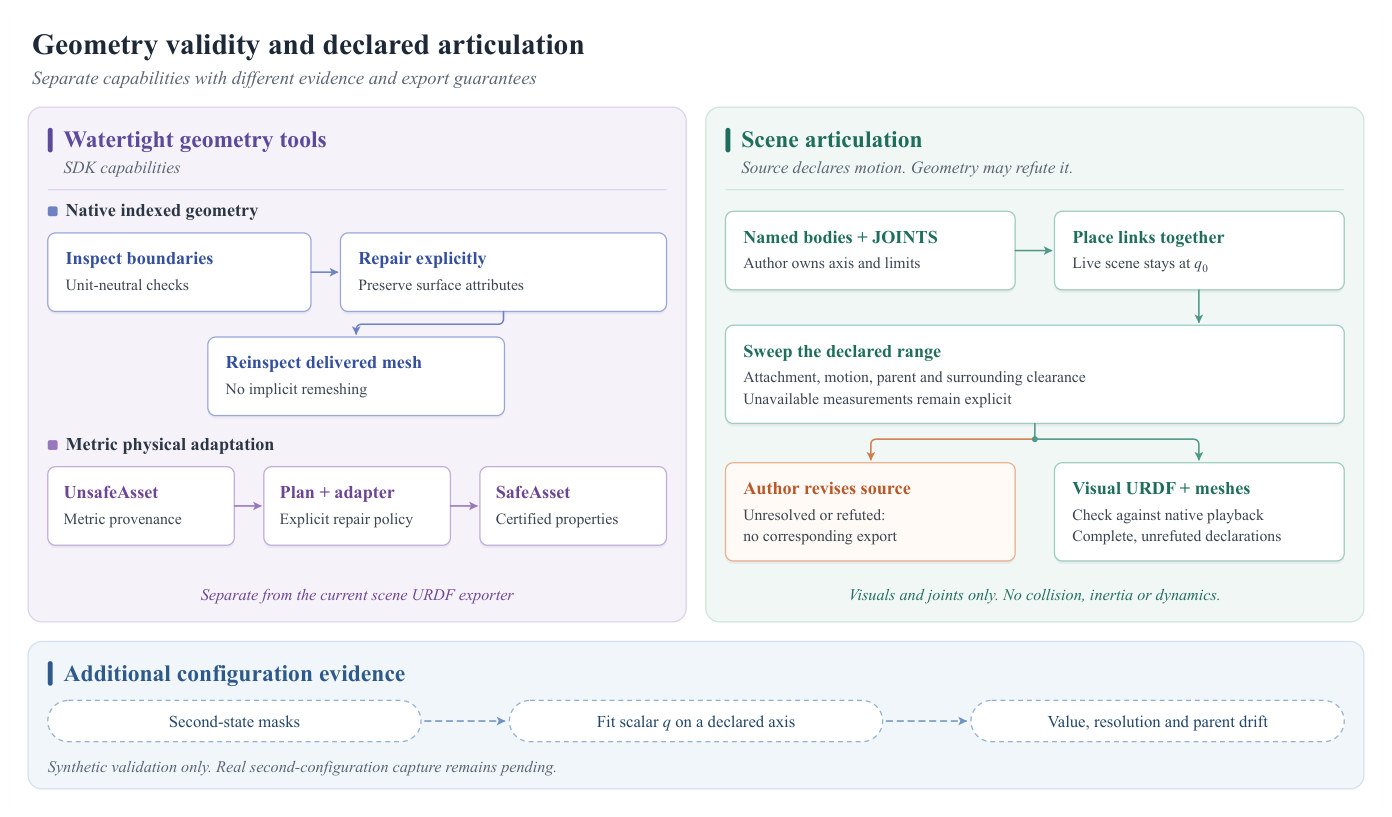 Geometry validity and declared articulation
Separate capabilities with different evidence and export guarantees
Watertight geometry tools
SDK capabilities
Native indexed geometry
Inspect boundaries
Unit-neutral checks
Repair explicitly
Preserve surface attributes
Reinspect delivered mesh
No implicit remeshing
Metric physical adaptation
UnsafeAsset
Metric provenance
Plan + adapter
Explicit repair policy
SafeAsset
Certified properties
Separate from the current scene URDF exporter
Scene articulation
Source declares motion. Geometry may refute it.
Named bodies + JOINTS
Author owns axis and limits
Place links together
Live scene stays at q₀
Sweep the declared range
Attachment, motion, parent and surrounding clearance
Unavailable measurements remain explicit
Author revises source
Unresolved or refuted:
no corresponding export
Visual URDF + meshes
Check against native playback
Complete, unrefuted declarations
Visuals and joints only. No collision, inertia or dynamics.
Additional configuration evidence
Second-state masks
Fit scalar q on a declared axis
Value, resolution and parent drift
Synthetic validation only. Real second-configuration capture remains pending.